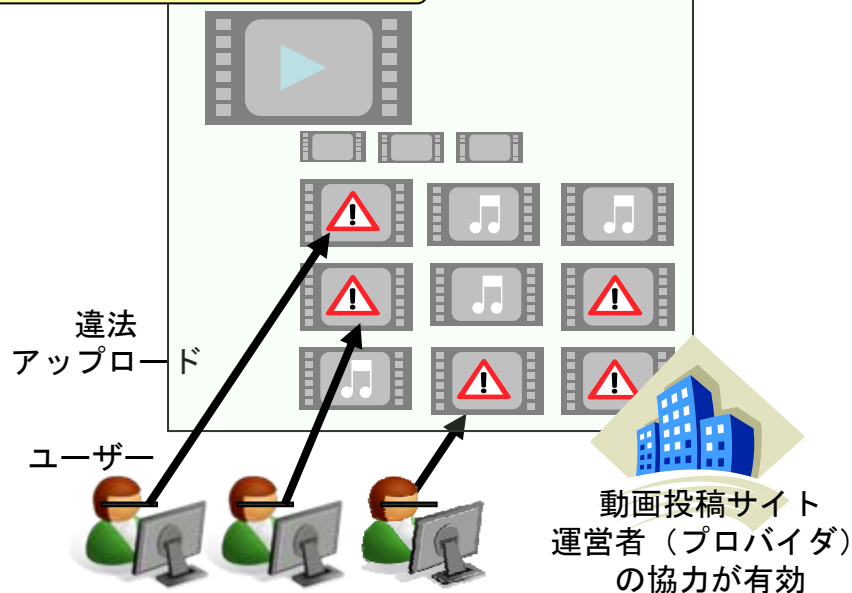 違法
アップロード
ユーザー
動画投稿サイト
運営者（プロバイダ）
の協力が有効